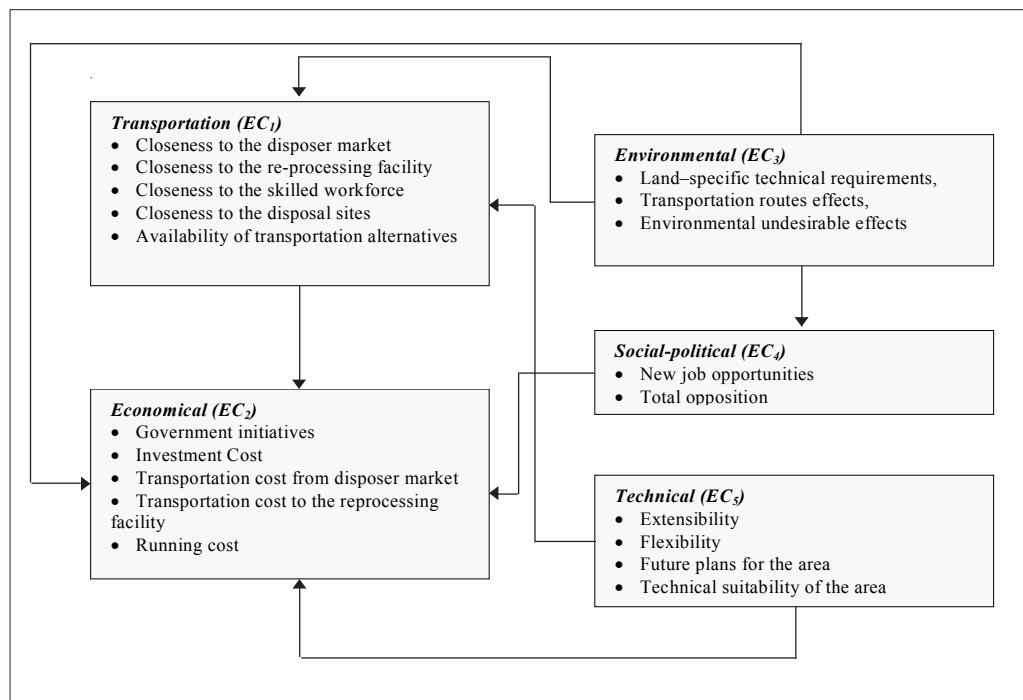 Transportation (EC₁)
• Closeness to the disposer market
• Closeness to the re-processing facility
• Closeness to the skilled workforce
• Closeness to the disposal sites
• Availability of transportation alternatives
Economical (EC₂)
• Government initiatives
• Investment Cost
• Transportation cost from disposer market
• Transportation cost to the reprocessing
facility
• Running cost
Environmental (EC₃)
• Land–specific technical requirements,
• Transportation routes effects,
• Environmental undesirable effects
Social-political (EC₄)
• New job opportunities
• Total opposition
Technical (EC₅)
• Extensibility
• Flexibility
• Future plans for the area
• Technical suitability of the area